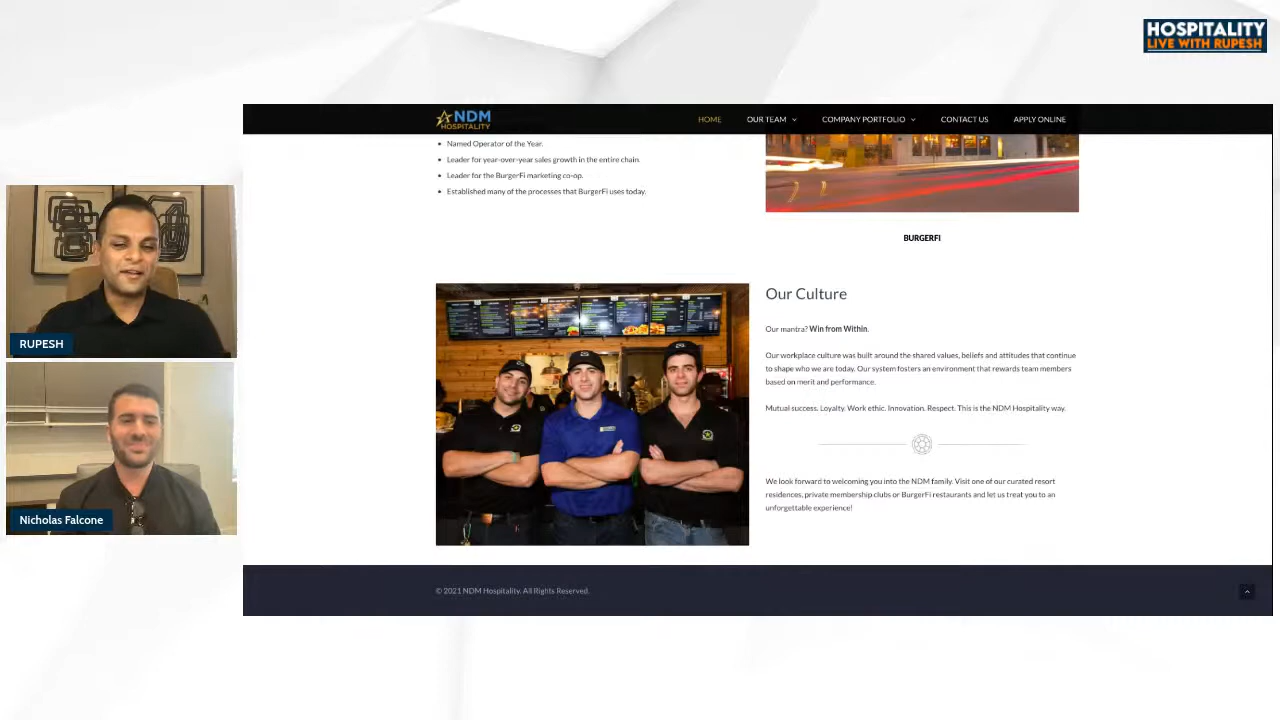 HOSPITALITY
LIVE WITH RUPESH
NDM
HOSPITALITY
HOME
OUR TEAM
COMPANY PORTFOLIO
CONTACT US
APPLY ONLINE
• Named Operator of the Year.
• Leader for year-over-year sales growth in the entire chain.
• Leader for the BurgerFi marketing co-op.
• Established many of the processes that BurgerFi uses today.
BURGERFI
RUPESH
Nicholas Falcone
Our Culture
Our mantra? Win from Within.
Our workplace culture was built around the shared values, beliefs and attitudes that continue
to shape who we are today. Our system fosters an environment that rewards team members
based on merit and performance.
Mutual success. Loyalty. Work ethic. Innovation. Respect. This is the NDM Hospitality way.
We look forward to welcoming you into the NDM family. Visit one of our curated resort
residences, private membership clubs or BurgerFi restaurants and let us treat you to an
unforgettable experience!
© 2021 NDM Hospitality. All Rights Reserved.